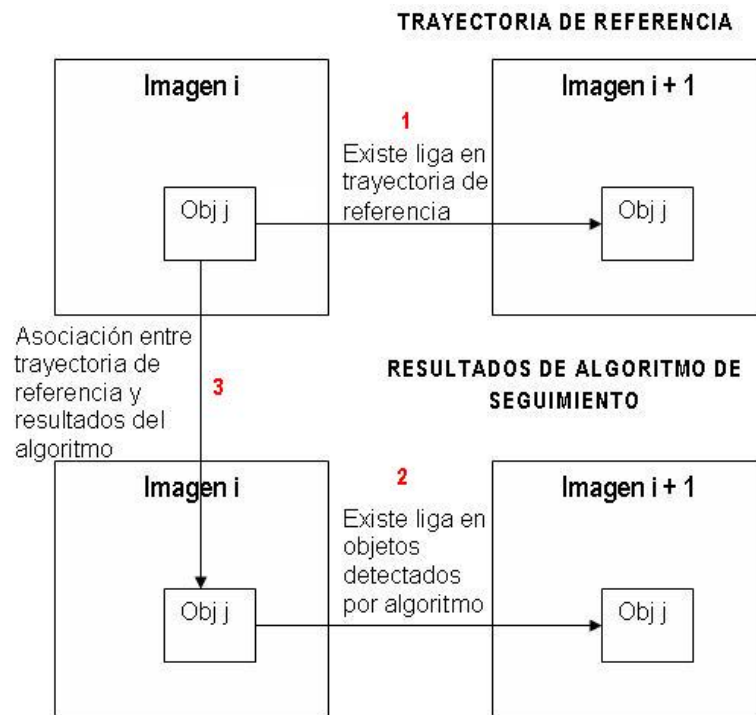 TRAYECTORIA DE REFERENCIA
Imagen i
Imagen i + 1
1
Existe liga en
trayectoria de
referencia
Obj j
Obj j
Asociación entre
trayectoria de
referencia y
resultados del
algoritmo
3
RESULTADOS DE ALGORITMO DE
SEGUIMIENTO
Imagen i
Imagen i + 1
2
Existe liga en
objetos
detectados
por algoritmo
Obj j
Obj j